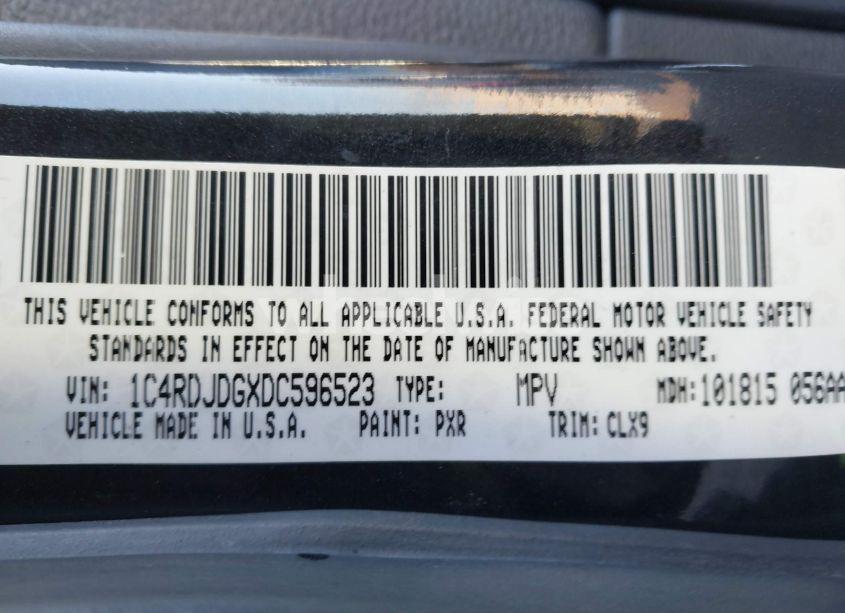 THIS VEHICLE CONFORMS TO ALL APPLICABLE U.S.A. FEDERAL MOTOR VEHICLE SAFETY
STANDARDS IN EFFECT ON THE DATE OF MANUFACTURE SHOWN ABOVE.
VIN: 1C4RDJDGXDC596523 TYPE: MPV MDH: 101815 056AA
VEHICLE MADE IN U.S.A. PAINT: PXR TRIM: CLX9